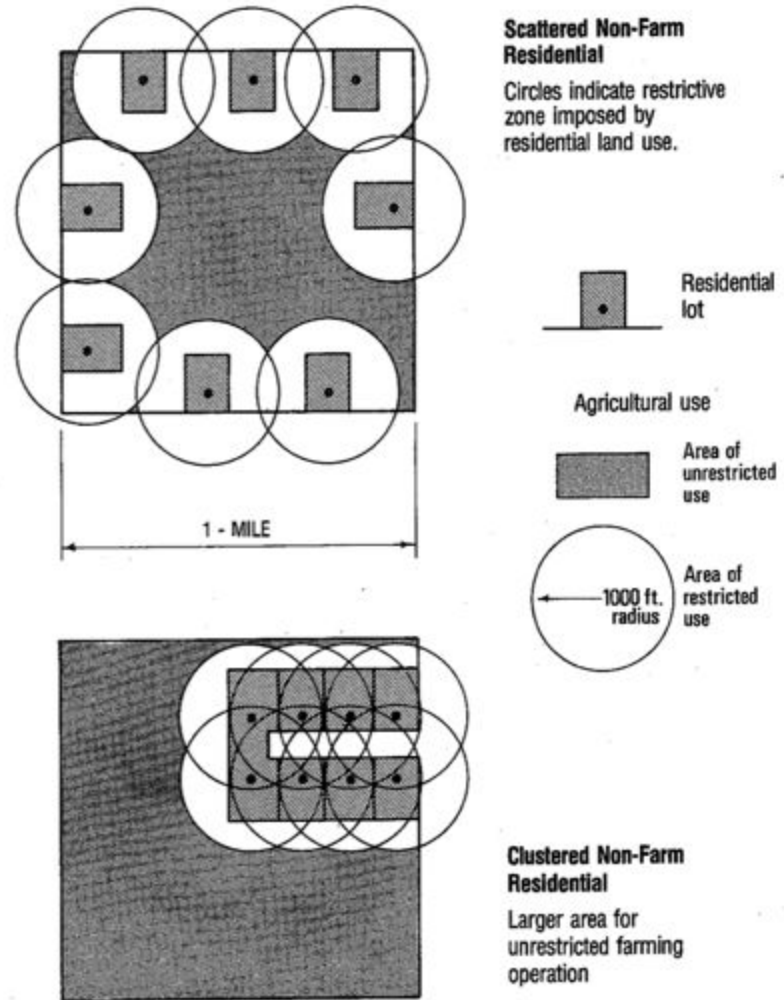 Scattered Non-Farm
Residential
Circles indicate restrictive
zone imposed by
residential land use.
Residential
lot
Agricultural use
Area of
unrestricted
use
1 - MILE
1000 ft.
radius
Area of
restricted
use
Clustered Non-Farm
Residential
Larger area for
unrestricted farming
operation